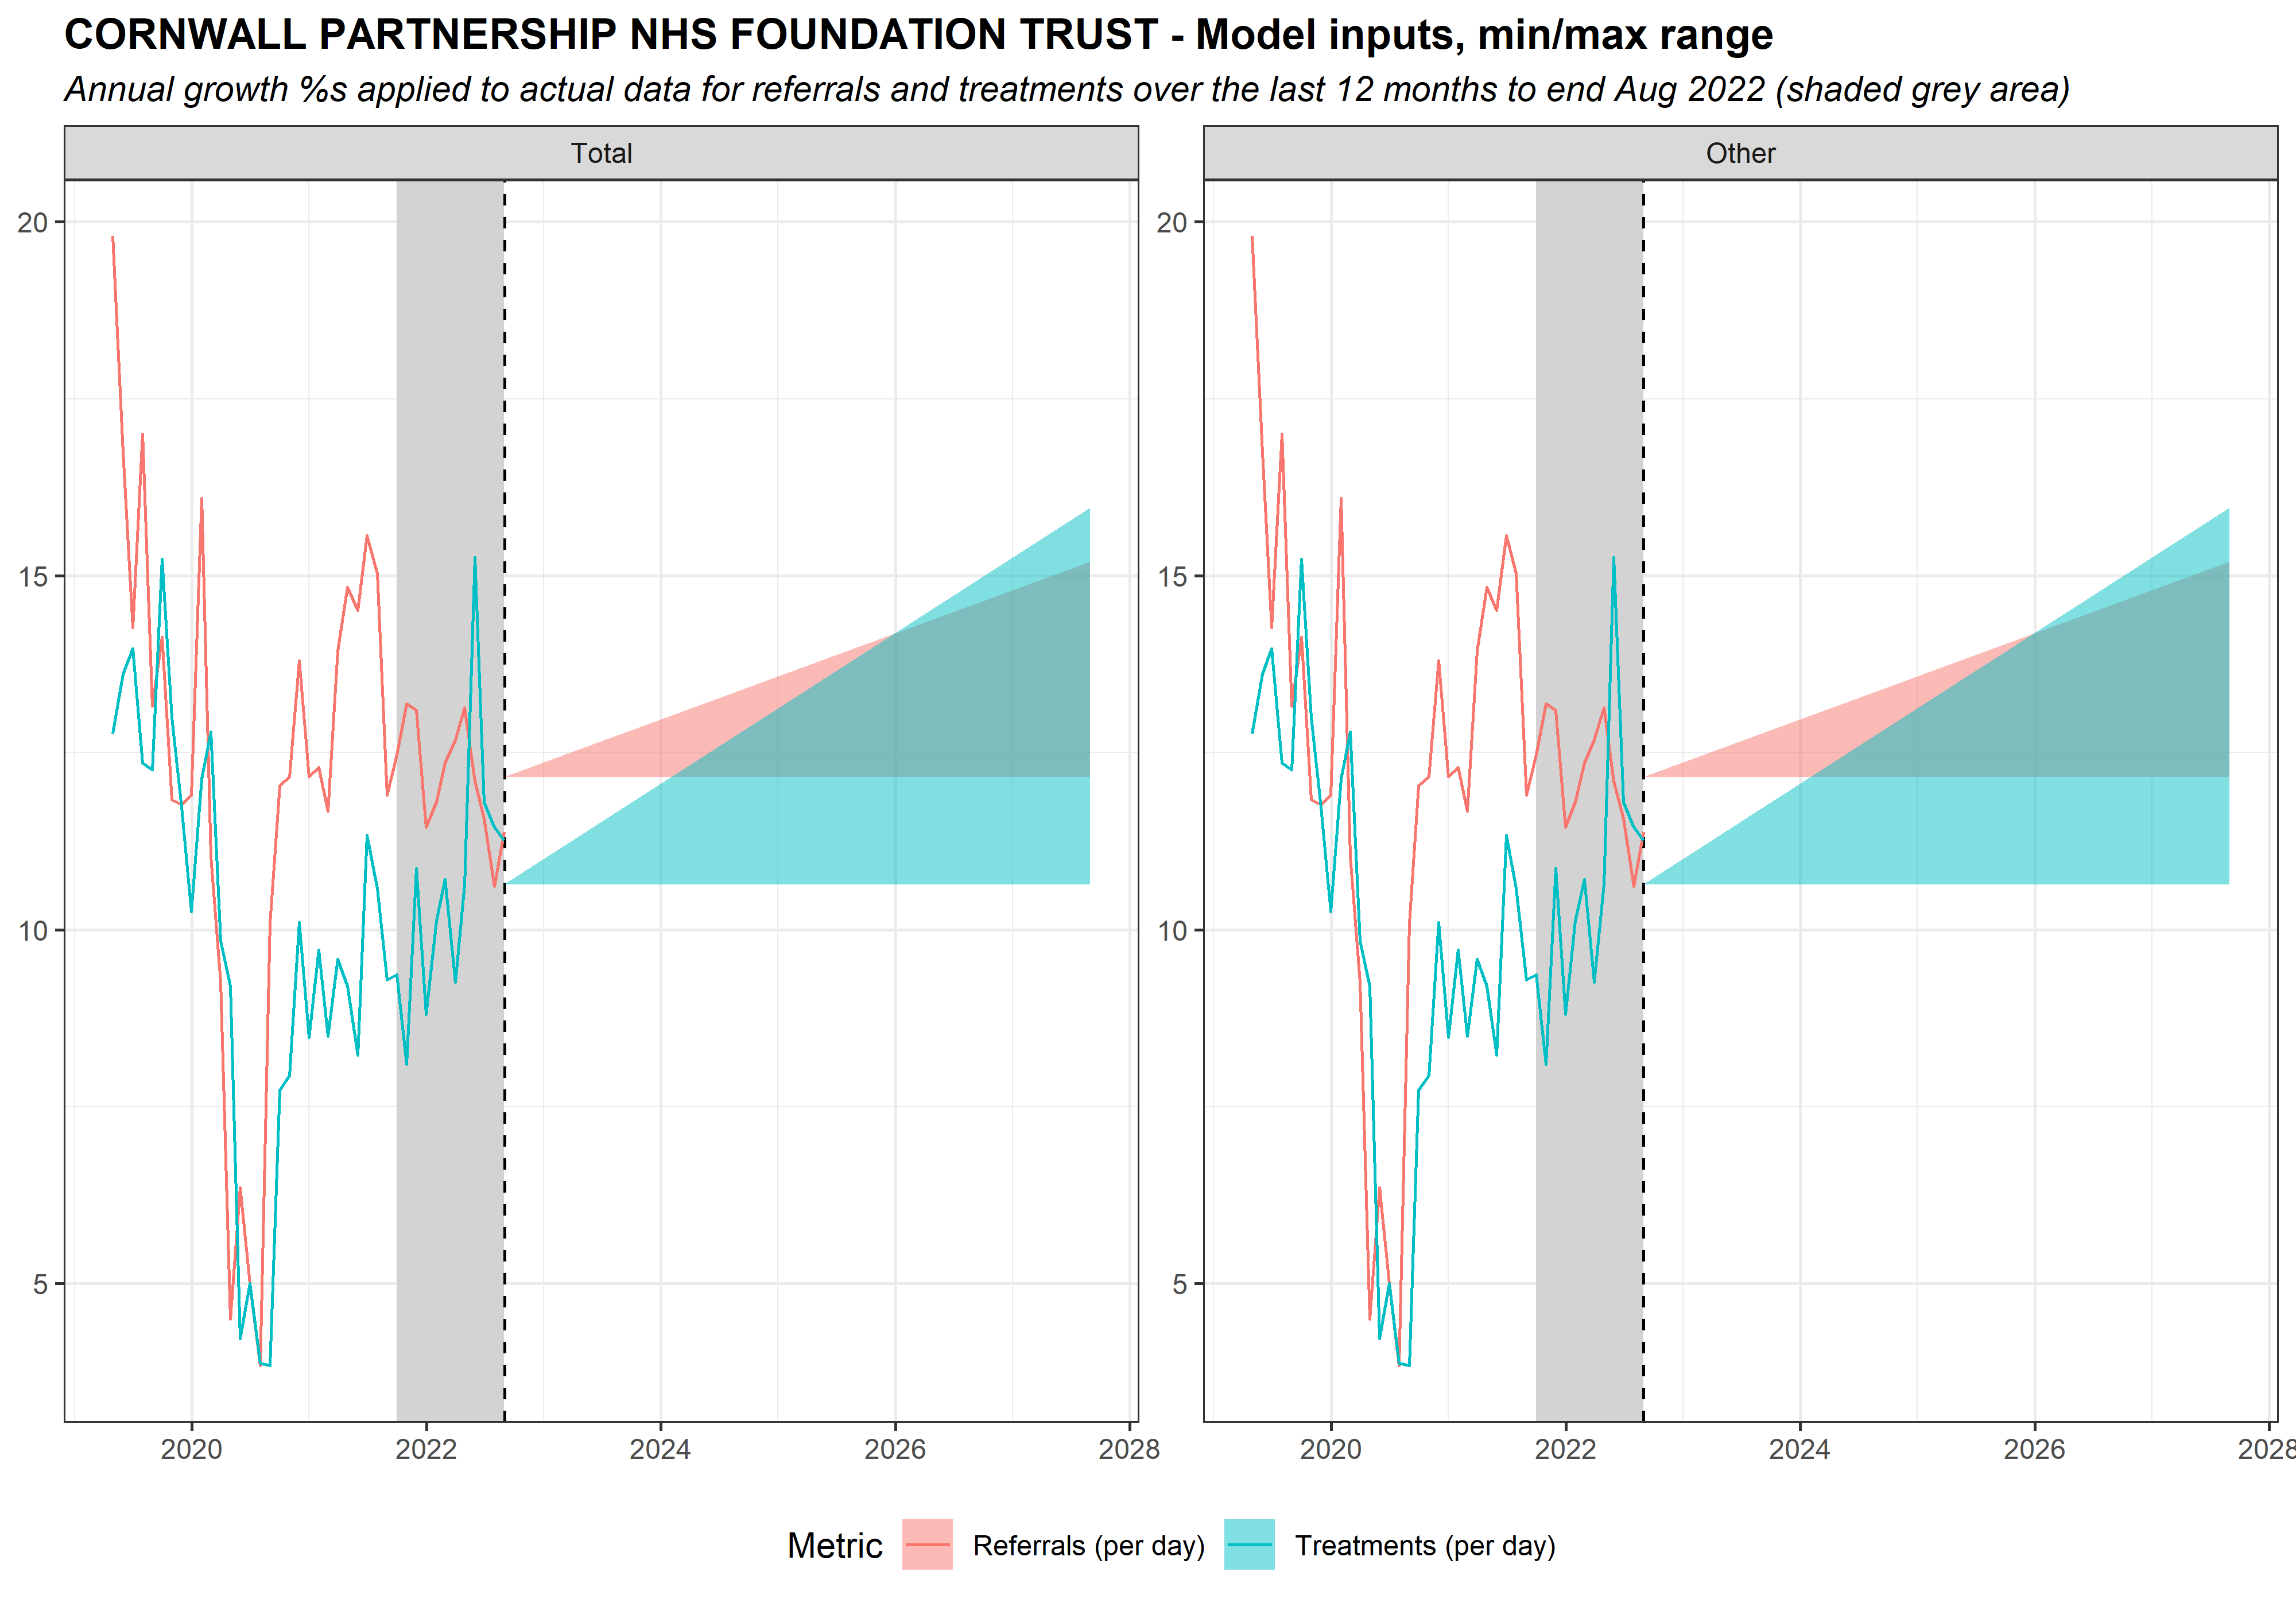 CORNWALL PARTNERSHIP NHS FOUNDATION TRUST - Model inputs, min/max range
Annual growth %s applied to actual data for referrals and treatments over the last 12 months to end Aug 2022 (shaded grey area)
Total
Other
20
15
10
5
20
15
10
5
2020
2022
2024
2026
2028
2020
2022
2024
2026
2028
Metric
Referrals (per day)
Treatments (per day)